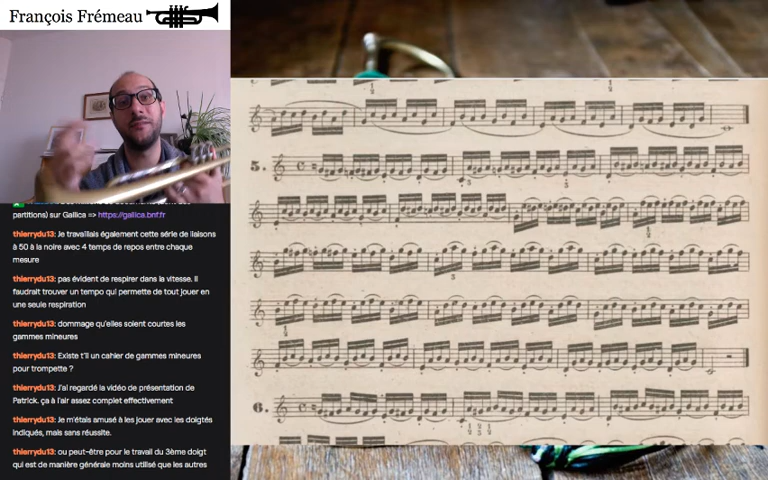 François Frémeau
partitions) sur Gallica => https://gallica.bnf.fr
thierrydu13: Je travaillais également cette série de liaisons
à 50 à la noire avec 4 temps de repos entre chaque
mesure
thierrydu13: pas évident de respirer dans la vitesse. Il
faudrait trouver un tempo qui permette de tout jouer en
une seule respiration
thierrydu13: dommage qu'elles soient courtes les
gammes mineures
thierrydu13: Existe t'il un cahier de gammes mineures
pour trompette ?
thierrydu13: J'ai regardé la vidéo de présentation de
Patrick. ça à l'air assez complet effectivement
thierrydu13: Je m'étais amusé à les jouer avec les doigtés
indiqués, mais sans réussite.
thierrydu13: ou peut-être pour le travail du 3ème doigt
qui est de manière générale moins utilisé que les autres
5.
6.